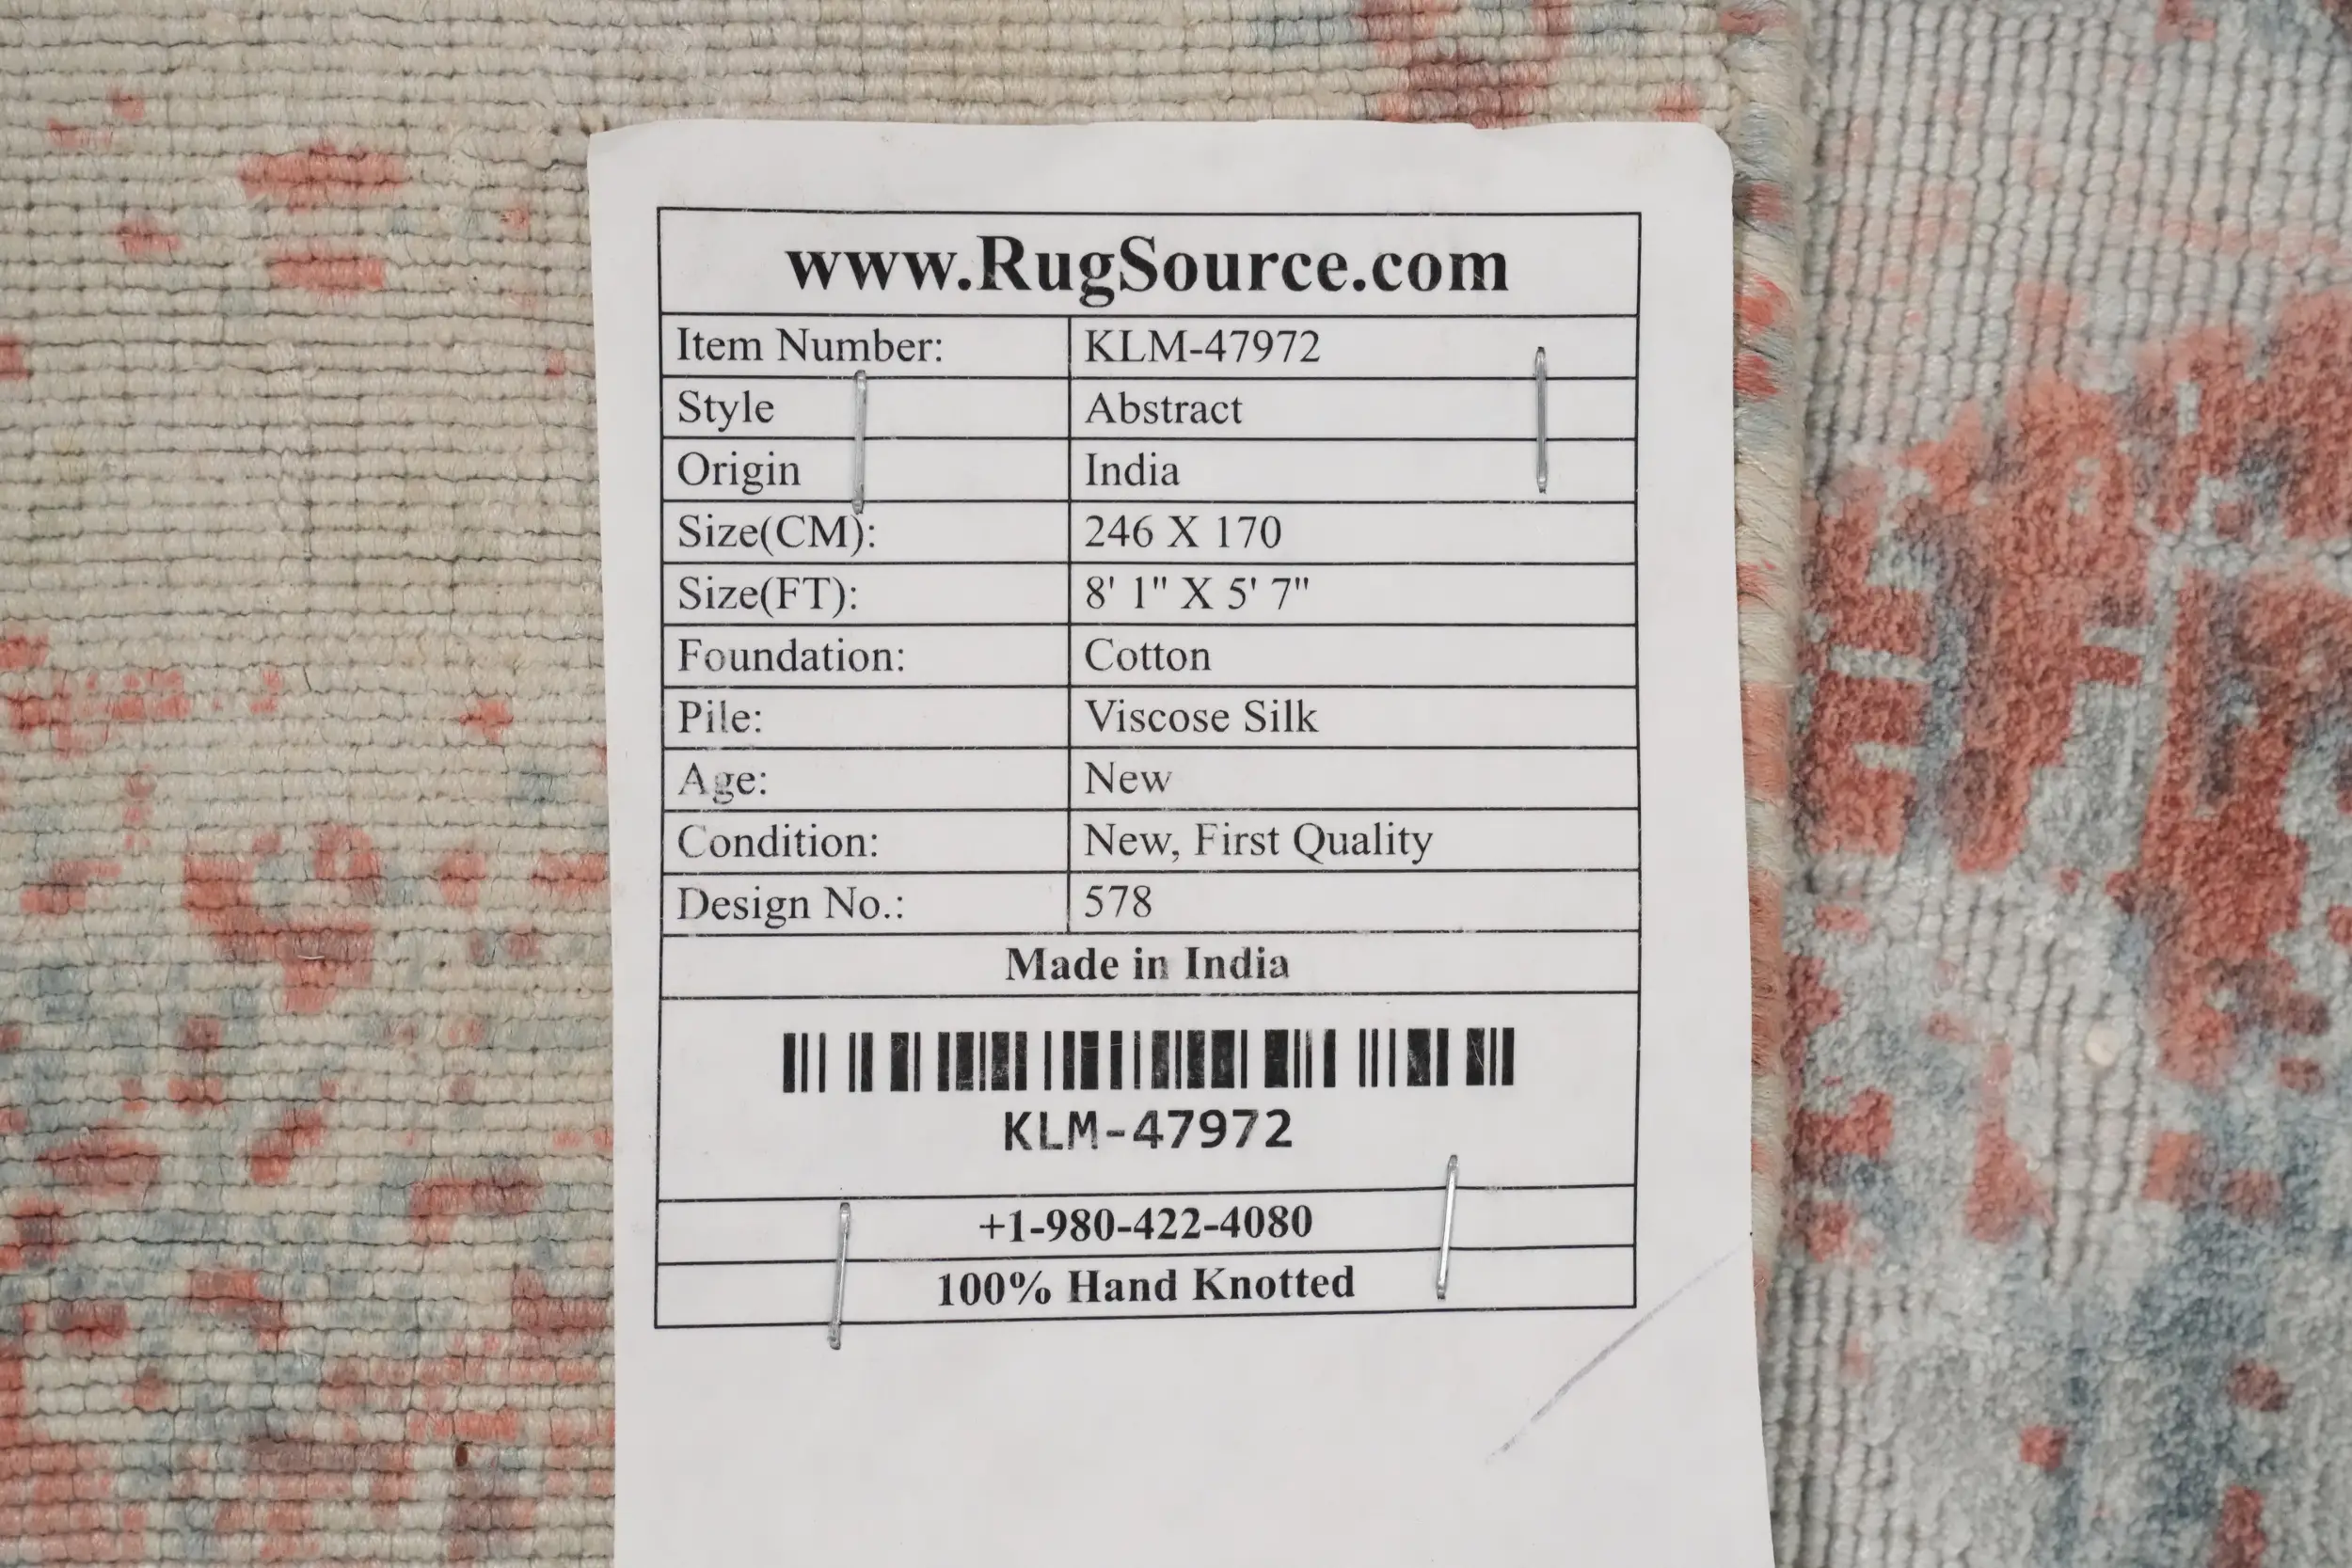 www.RugSource.com
Item Number: KLM-47972
Style Abstract
Origin India
Size(CM): 246 X 170
Size(FT): 8' 1" X 5' 7"
Foundation: Cotton
Pile: Viscose Silk
Age: New
Condition: New, First Quality
Design No.: 578
Made in India
KLM-47972
+1-980-422-4080
100% Hand Knotted